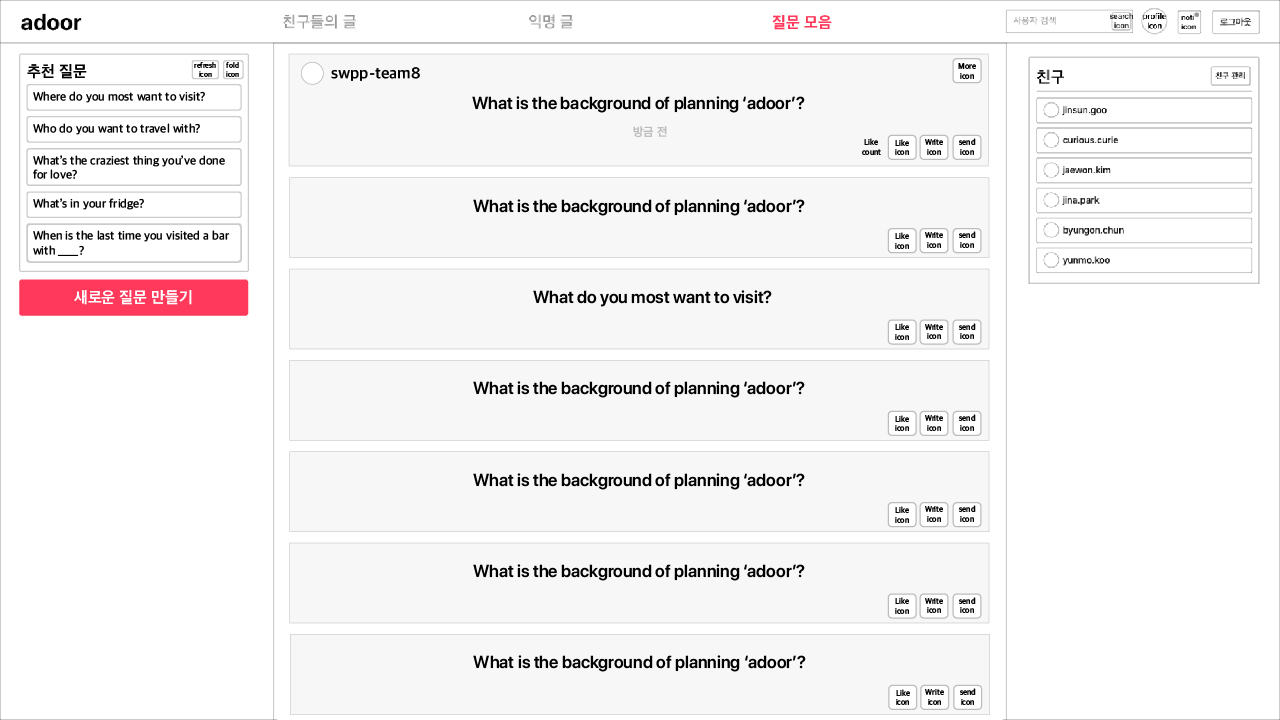 adoor
친구들의 글
익명 글
질문 모음
사용자 검색
search
icon
profile
icon
noti
icon
로그아웃
추천 질문
refresh
icon
fold
icon
Where do you most want to visit?
Who do you want to travel with?
What's the craziest thing you've done
for love?
What's in your fridge?
When is the last time you visited a bar
with ___?
새로운 질문 만들기
swpp-team8
More
icon
What is the background of planning ‘adoor’?
방금 전
Like
count
Like
icon
Write
icon
send
icon
What is the background of planning ‘adoor’?
Like
icon
Write
icon
send
icon
What do you most want to visit?
Like
icon
Write
icon
send
icon
What is the background of planning ‘adoor’?
Like
icon
Write
icon
send
icon
What is the background of planning ‘adoor’?
Like
icon
Write
icon
send
icon
What is the background of planning ‘adoor’?
Like
icon
Write
icon
send
icon
What is the background of planning ‘adoor’?
Like
icon
Write
icon
send
icon
친구
친구 관리
jinsun.goo
curious.curie
jaewon.kim
jina.park
byungon.chun
yunmo.koo